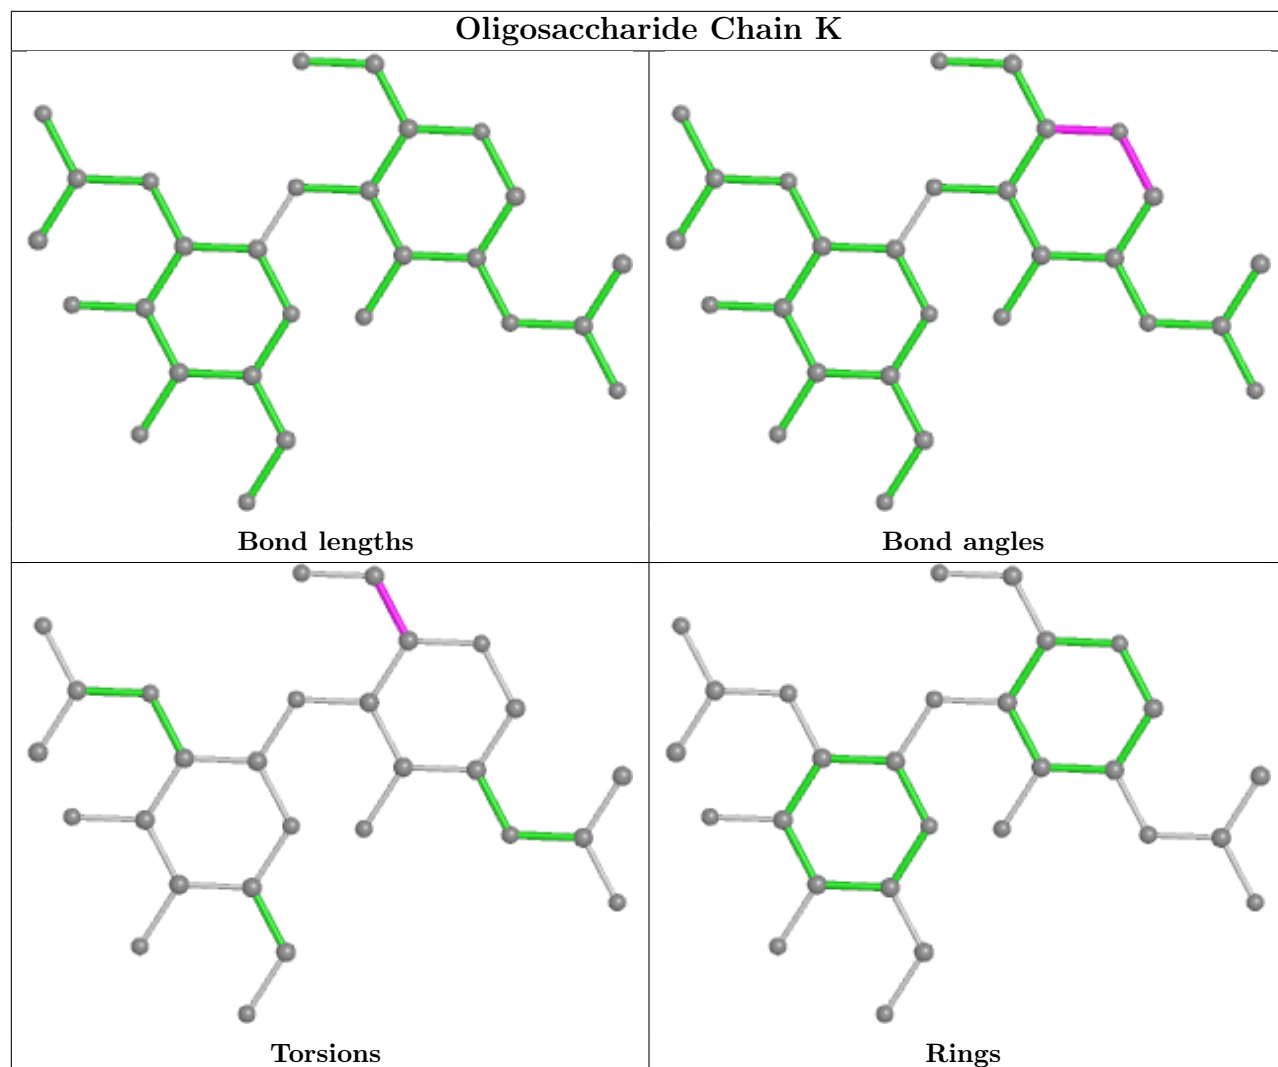 Oligosaccharide Chain K
Bond lengths
Bond angles
Torsions
Rings